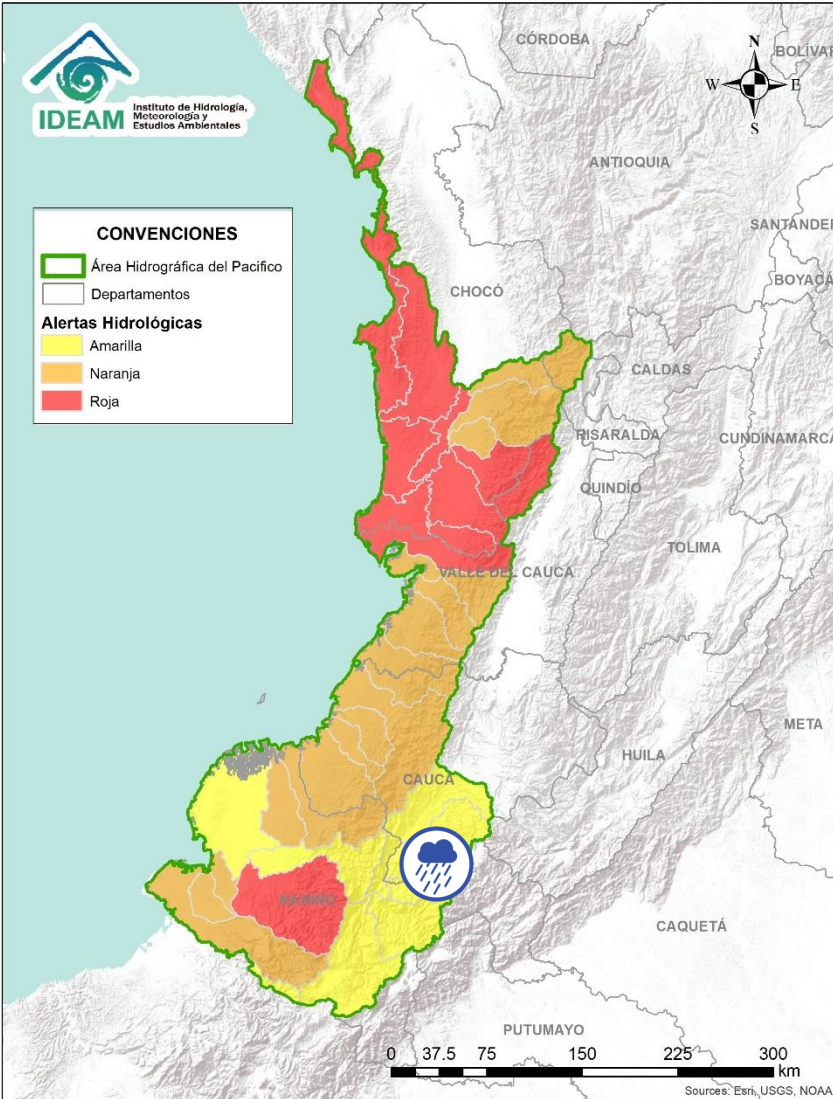 IDEAM
Instituto de Hidrología,
Meteorología y
Estudios Ambientales
CÓRDOBA
BOLÍVAR
N
W
E
S
ANTIOQUIA
SANTANDER
BOYACÁ
CONVENCIONES
Área Hidrográfica del Pacifico
Departamentos
Alertas Hidrológicas
Amarilla
Naranja
Roja
CHOCÓ
CALDAS
RISARALDA
CUNDINAMARCA
QUINDÍO
TOLIMA
VALLE DEL CAUCA
META
HUILA
CAUCA
NARIÑO
CAQUETÁ
PUTUMAYO
0 37.5 75 150 225 300
km
Sources: Esri, USGS, NOAA